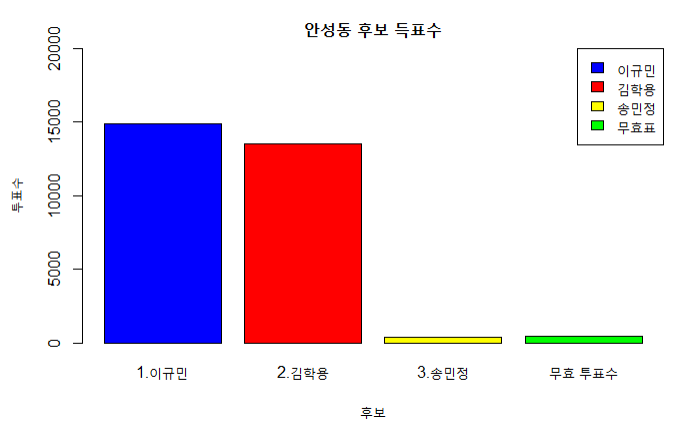 안성동 후보 득표수
20000
15000
10000
5000
0
투표수
이규민
김학용
송민정
무효표
1.이규민
2.김학용
3.송민정
무효 투표수
후보